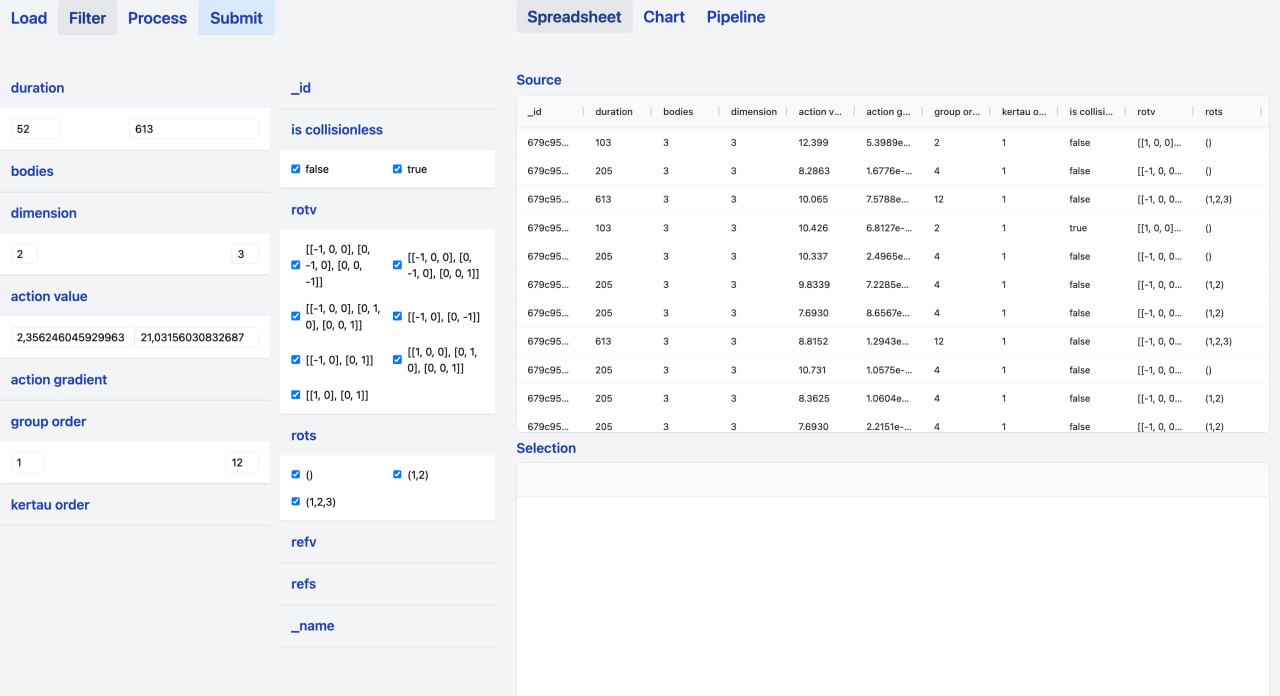 Load Filter Process Submit
duration
52 613
bodies
dimension
2 3
action value
2,356246045929963 21,03156030832687
action gradient
group order
1 12
kertau order
_id
is collisionless
false true
rotv
[[-1, 0, 0], [0,
-1, 0], [0, 0,
-1]]
[[-1, 0, 0], [0,
-1, 0], [0, 0, 1]]
[[-1, 0, 0], [0, 1,
0], [0, 0, 1]]
[[-1, 0], [0, -1]]
[[-1, 0], [0, 1]]
[[1, 0, 0], [0, 1,
0], [0, 0, 1]]
[[1, 0], [0, 1]]
rots
() (1,2)
(1,2,3)
refv
refs
_name
Spreadsheet Chart Pipeline
Source
_id duration bodies dimension action v... action g... group or... kertau o... is collisi... rotv rots
679c95... 103 3 3 12.399 5.3989e... 2 1 false [[1, 0, 0]... ()
679c95... 205 3 3 8.2863 1.6776e-... 4 1 false [[-1, 0, 0... ()
679c95... 613 3 3 10.065 7.5788e... 12 1 false [[-1, 0, 0... (1,2,3)
679c95... 103 3 3 10.426 6.8127e-... 2 1 true [[1, 0, 0]... ()
679c95... 205 3 3 10.337 2.4965e... 4 1 false [[-1, 0, 0... ()
679c95... 205 3 3 9.8339 7.2285e... 4 1 false [[-1, 0, 0... (1,2)
679c95... 205 3 3 7.6930 8.6567e... 4 1 false [[-1, 0, 0... (1,2)
679c95... 613 3 3 8.8152 1.2943e... 12 1 false [[-1, 0, 0... (1,2,3)
679c95... 205 3 3 10.731 1.0575e-... 4 1 false [[-1, 0, 0... ()
679c95... 205 3 3 8.3625 1.0604e... 4 1 false [[-1, 0, 0... (1,2)
679c95... 205 3 3 7.6930 2.2151e-... 4 1 false [[-1, 0, 0... (1,2)
Selection